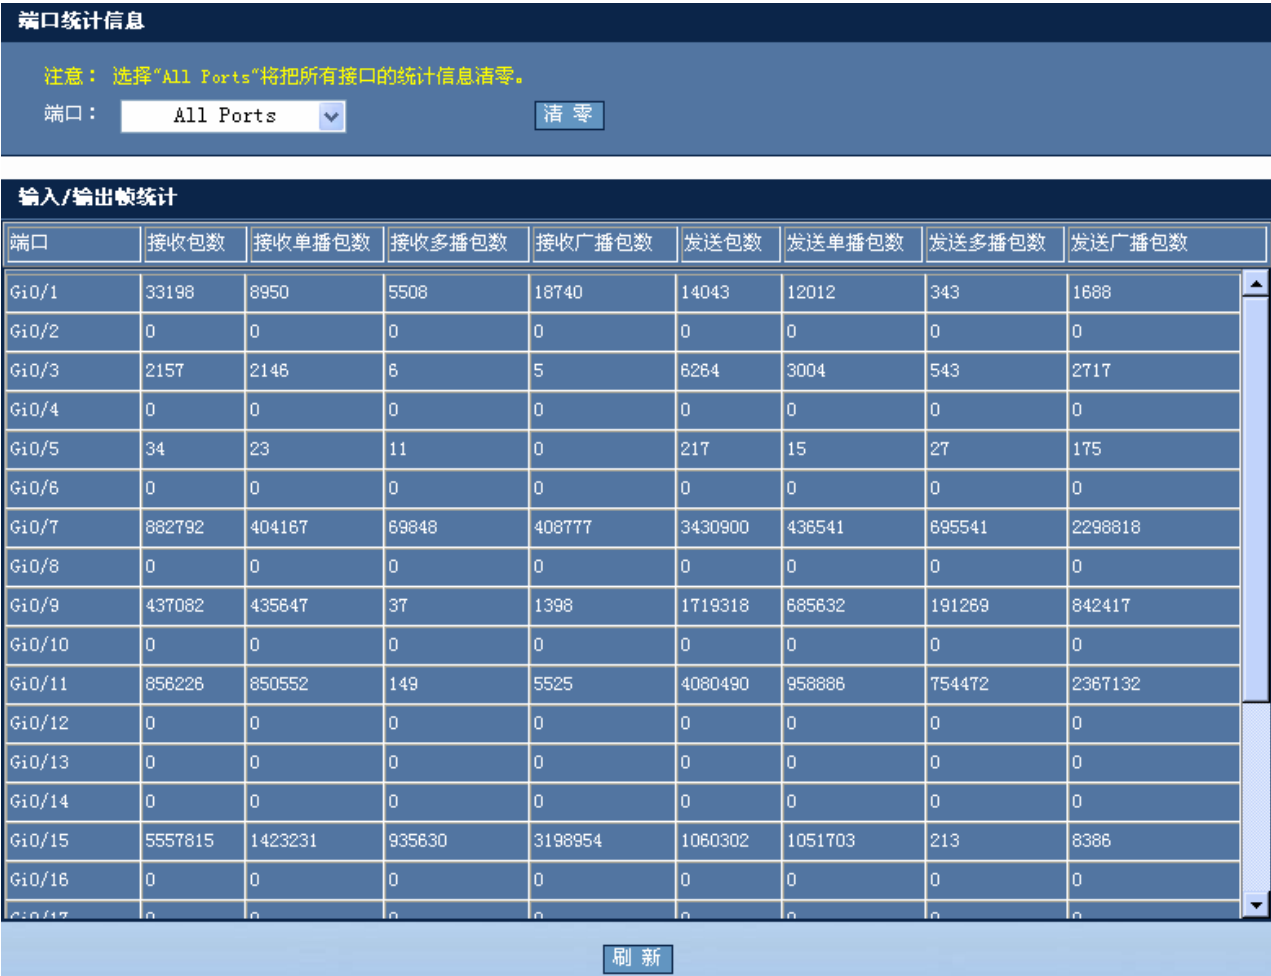 端口统计信息
注意： 选择"All Ports"将把所有接口的统计信息清零。
端口： All Ports 清 零
输入/输出帧统计
端口 接收包数 接收单播包数 接收多播包数 接收广播包数 发送包数 发送单播包数 发送多播包数 发送广播包数
Gi0/1 33198 8950 5508 18740 14043 12012 343 1688
Gi0/2 0 0 0 0 0 0 0 0
Gi0/3 2157 2146 6 5 6264 3004 543 2717
Gi0/4 0 0 0 0 0 0 0 0
Gi0/5 34 23 11 0 217 15 27 175
Gi0/6 0 0 0 0 0 0 0 0
Gi0/7 882792 404167 69848 408777 3430900 436541 695541 2298818
Gi0/8 0 0 0 0 0 0 0 0
Gi0/9 437082 435647 37 1398 1719318 685632 191269 842417
Gi0/10 0 0 0 0 0 0 0 0
Gi0/11 856226 850552 149 5525 4080490 958886 754472 2367132
Gi0/12 0 0 0 0 0 0 0 0
Gi0/13 0 0 0 0 0 0 0 0
Gi0/14 0 0 0 0 0 0 0 0
Gi0/15 5557815 1423231 935630 3198954 1060302 1051703 213 8386
Gi0/16 0 0 0 0 0 0 0 0
Gi0/17 0 0 0 0 0 0 0 0
刷 新